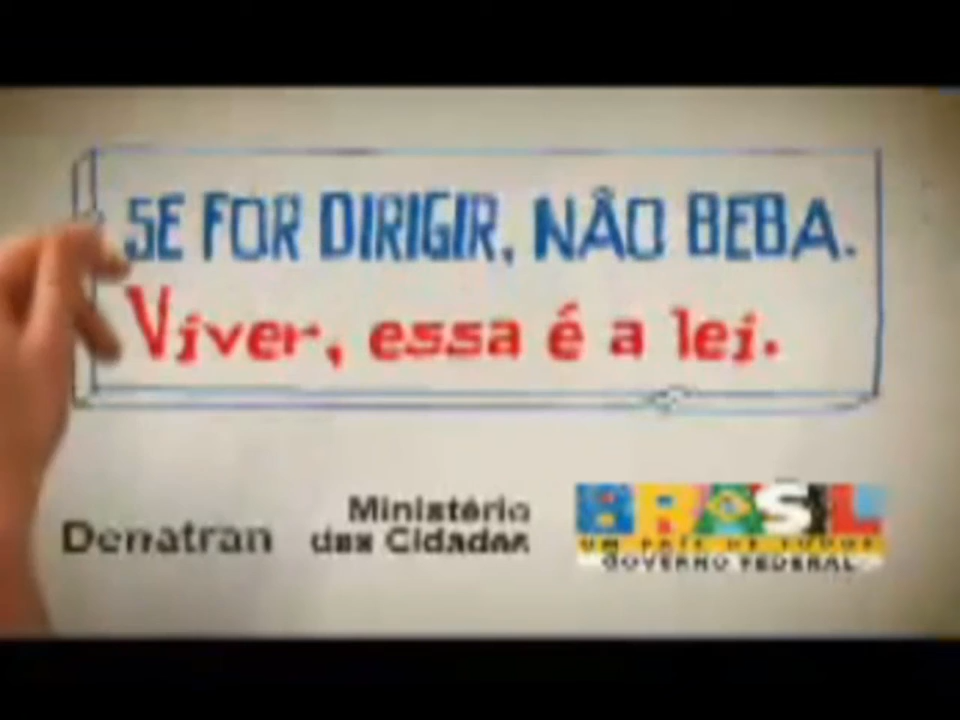 SE FOR DIRIGIR, NÃO BEBA.
Viver, essa é a lei.
Denatran
Ministério
das Cidades
BRASIL
UM PAÍS DE TODOS
GOVERNO FEDERAL